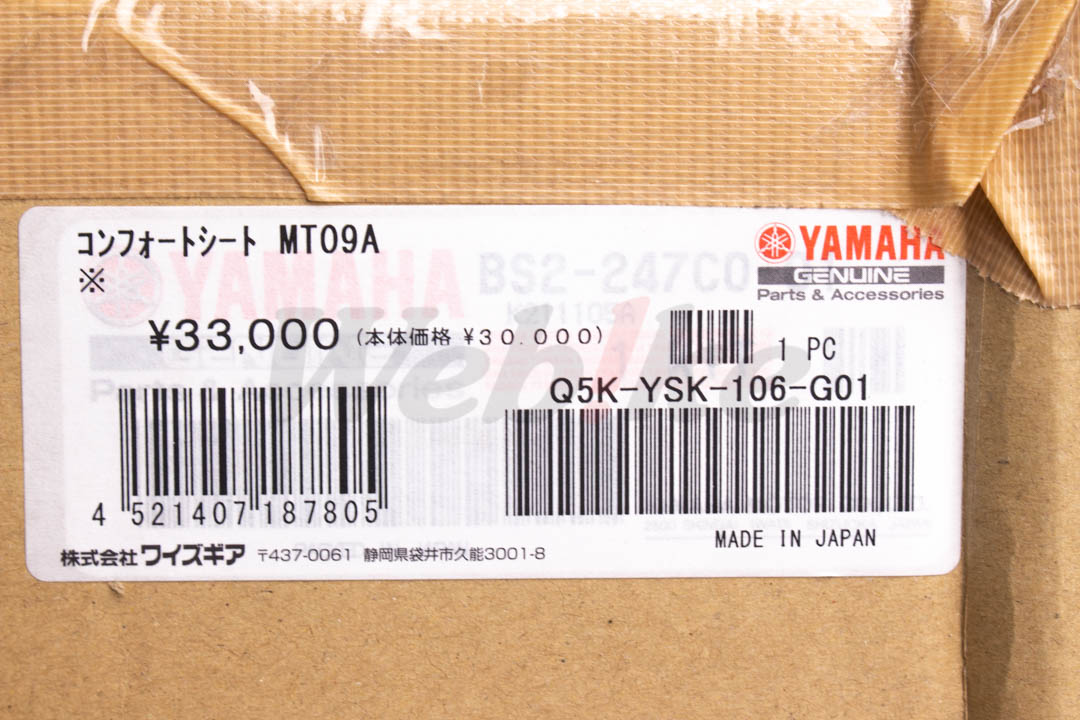 コンフォートシート MT09A
※
YAMAHA
GENUINE
Parts & Accessories
YAMAHA
BS2-247C0
¥33,000 (本体価格 ¥30.000)
1 PC
Q5K-YSK-106-G01
Webike
4 521407 187805
MADE IN JAPAN
株式会社 ワイズギア 〒437-0061 静岡県袋井市久能3001-8